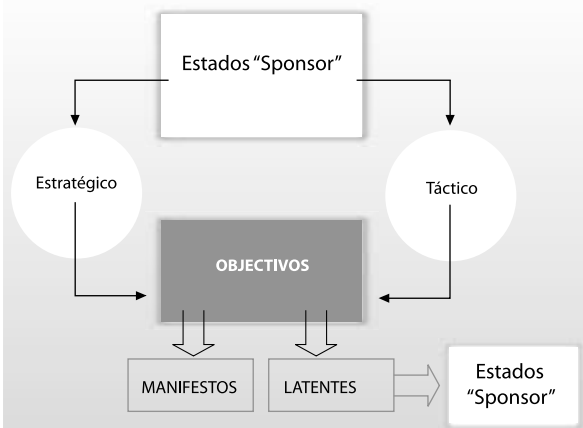 Estados “Sponsor”
Estratégico
Táctico
OBJECTIVOS
MANIFESTOS
LATENTES
Estados
“Sponsor”